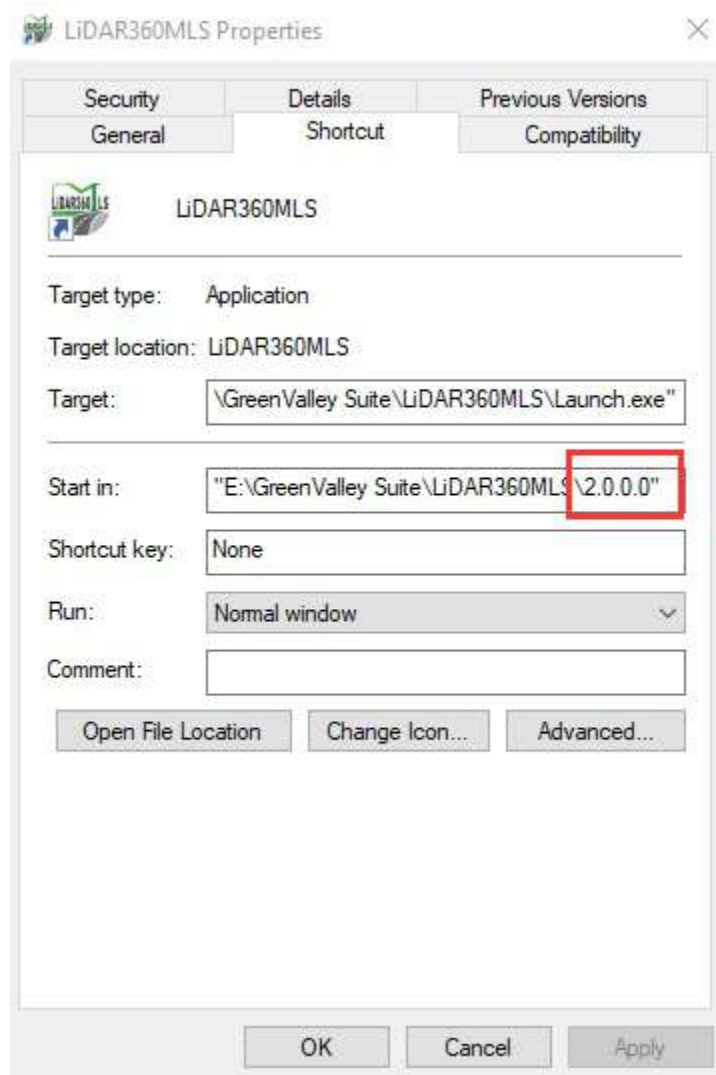 LiDAR360MLS Properties
Security Details Previous Versions
General Shortcut Compatibility
LiDAR360MLS
LiDAR360MLS
Target type: Application
Target location: LiDAR360MLS
Target: \GreenValley Suite\LiDAR360MLS\Launch.exe"
Start in: "E:\GreenValley Suite\LiDAR360MLS\2.0.0.0"
Shortcut key: None
Run: Normal window
Comment:
Open File Location Change Icon... Advanced...
OK Cancel Apply